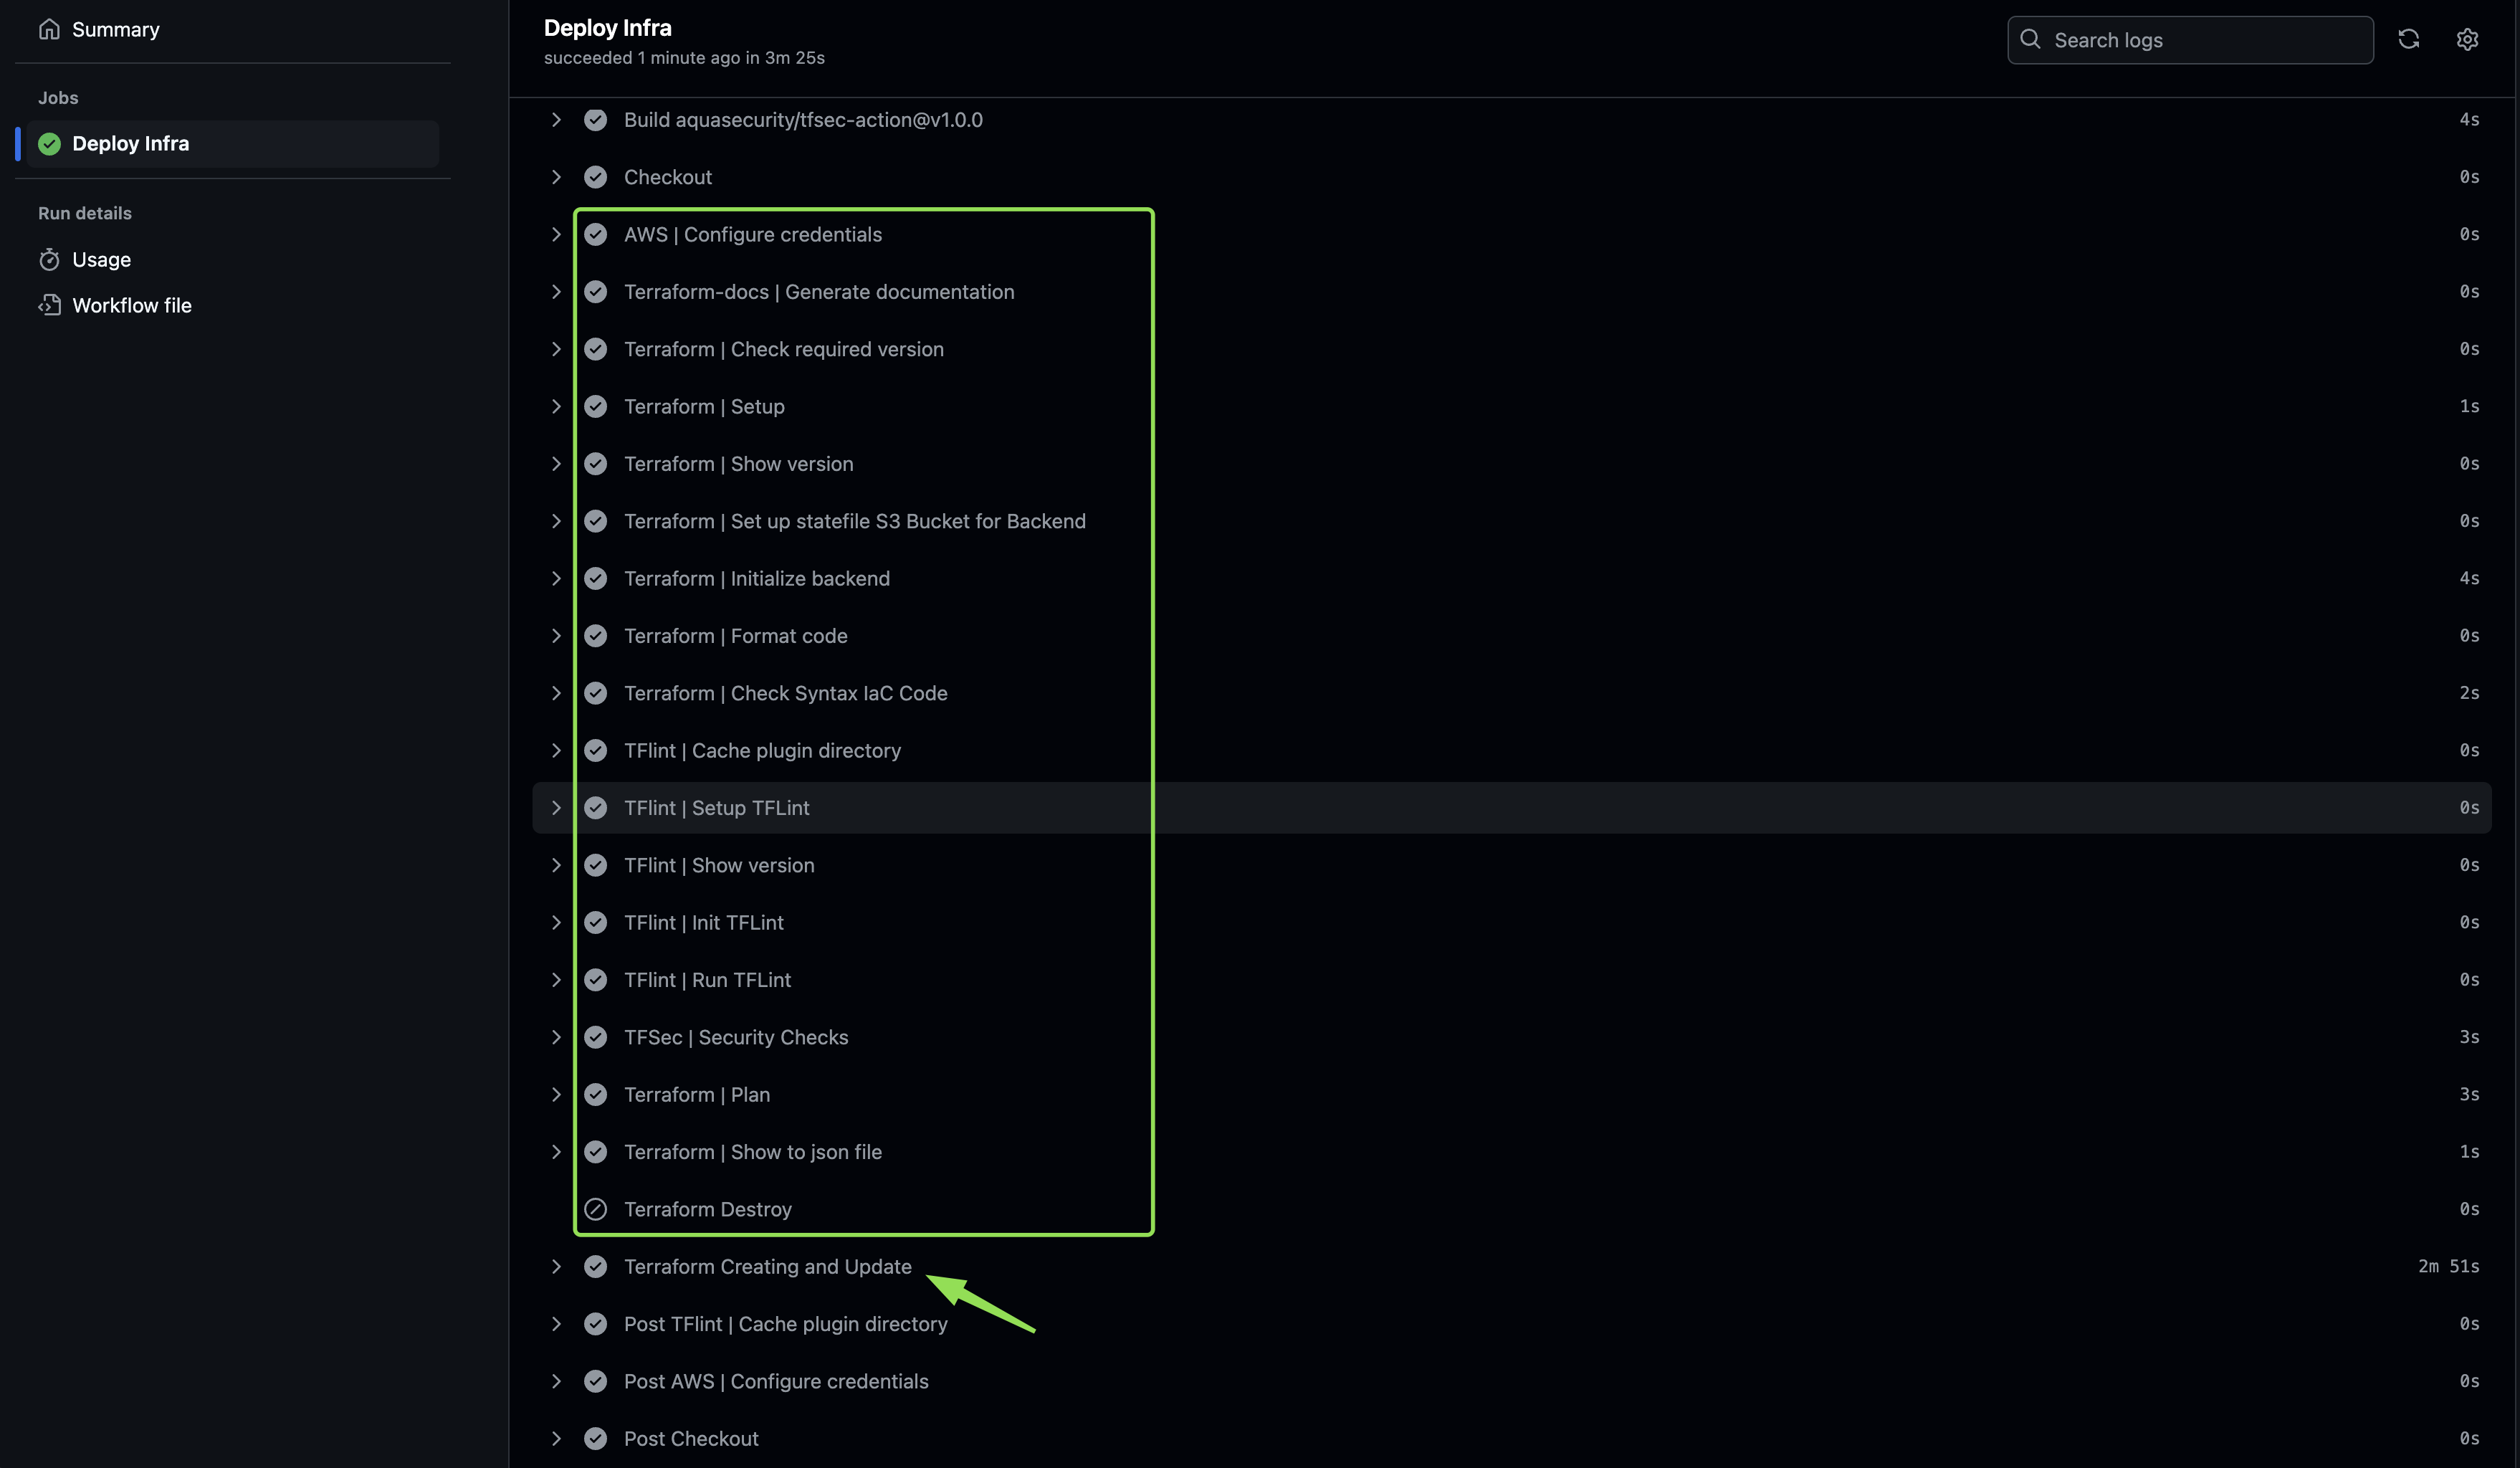 Summary
Jobs
Deploy Infra
Run details
Usage
Workflow file
Deploy Infra
succeeded 1 minute ago in 3m 25s
Search logs
Build aquasecurity/tfsec-action@v1.0.0 4s
Checkout 0s
AWS | Configure credentials 0s
Terraform-docs | Generate documentation 0s
Terraform | Check required version 0s
Terraform | Setup 1s
Terraform | Show version 0s
Terraform | Set up statefile S3 Bucket for Backend 0s
Terraform | Initialize backend 4s
Terraform | Format code 0s
Terraform | Check Syntax IaC Code 2s
TFlint | Cache plugin directory 0s
TFlint | Setup TFLint 0s
TFlint | Show version 0s
TFlint | Init TFLint 0s
TFlint | Run TFLint 0s
TFSec | Security Checks 3s
Terraform | Plan 3s
Terraform | Show to json file 1s
Terraform Destroy 0s
Terraform Creating and Update 2m 51s
Post TFlint | Cache plugin directory 0s
Post AWS | Configure credentials 0s
Post Checkout 0s